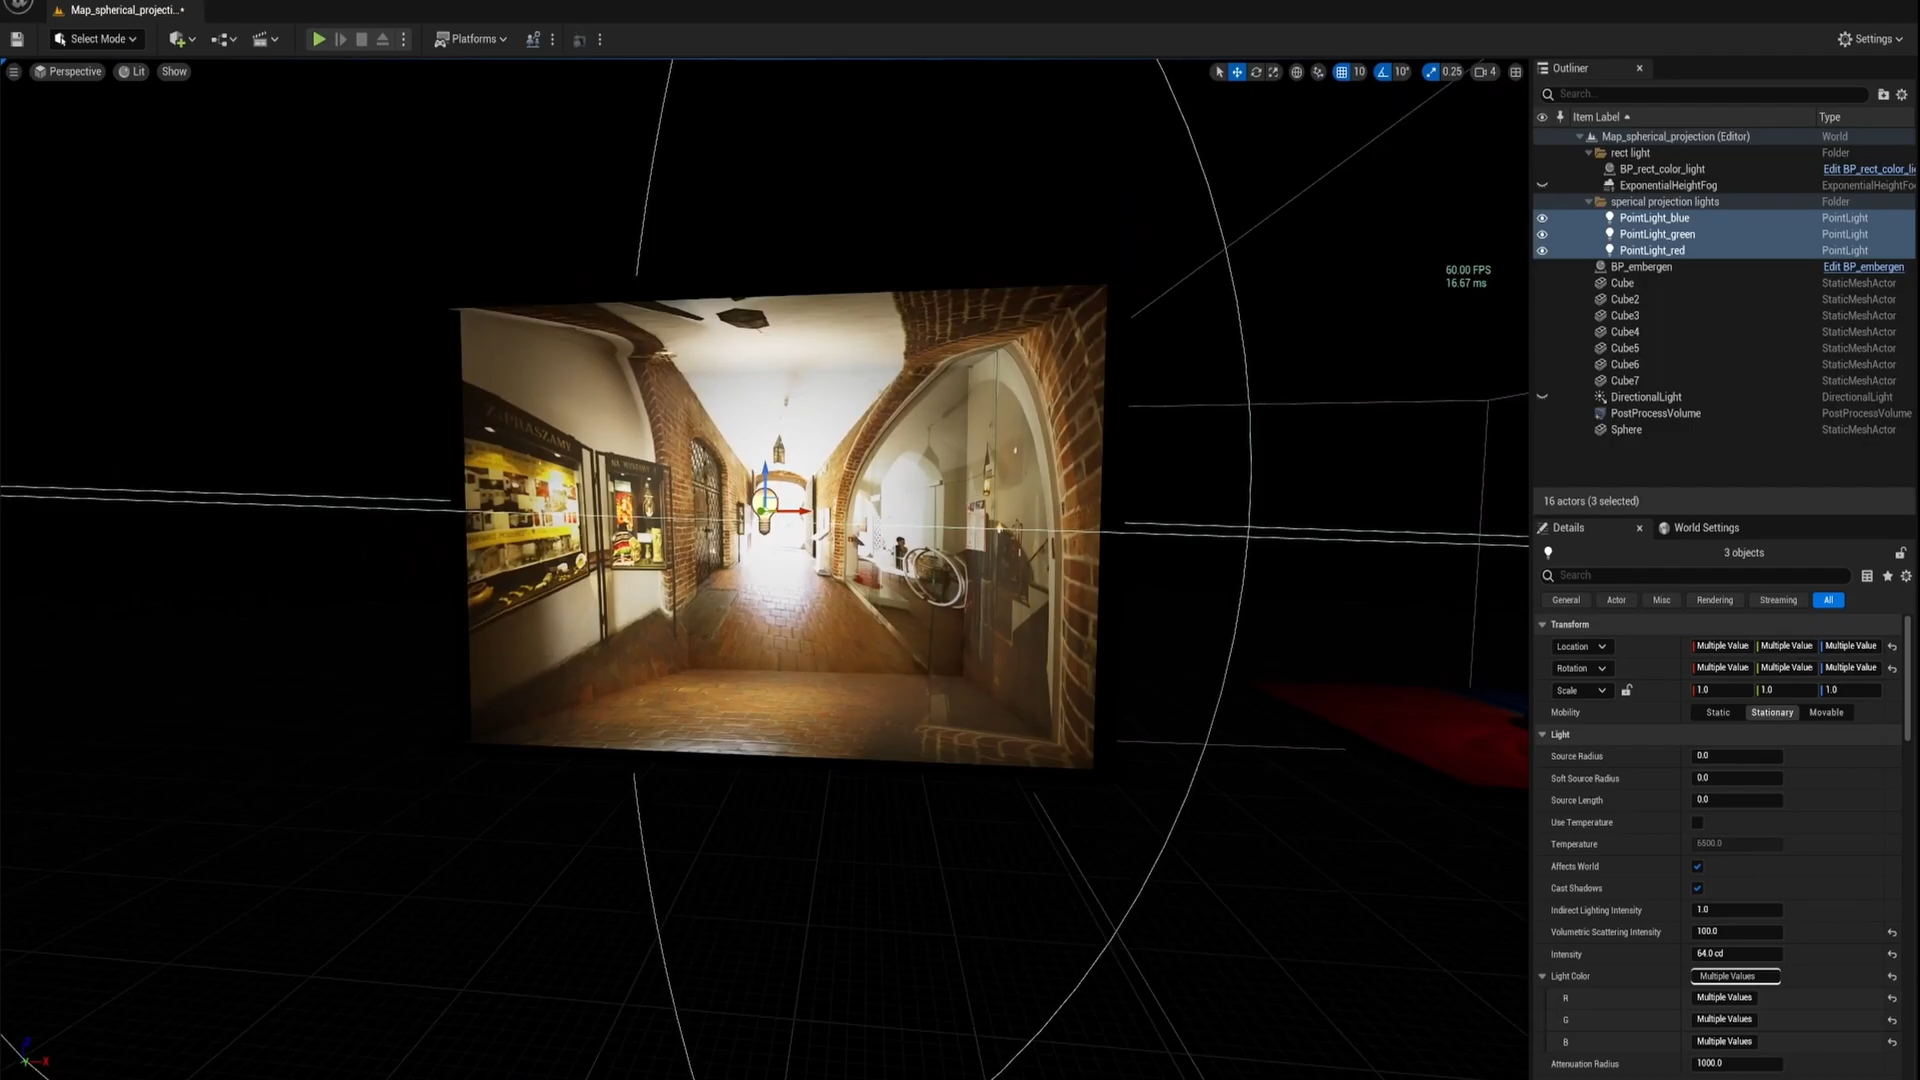 Map_spherical_projecti...*
Select Mode
Platforms
Settings
Perspective
Lit
Show
10
10°
0.25
4
60.00 FPS
16.67 ms
ZAPRASZAMY
Outliner
Search...
Item Label
Type
Map_spherical_projection (Editor)
World
rect light
Folder
BP_rect_color_light
Edit BP_rect_color_li
ExponentialHeightFog
ExponentialHeightFo
sperical projection lights
Folder
PointLight_blue
PointLight
PointLight_green
PointLight
PointLight_red
PointLight
BP_embergen
Edit BP_embergen
Cube
StaticMeshActor
Cube2
StaticMeshActor
Cube3
StaticMeshActor
Cube4
StaticMeshActor
Cube5
StaticMeshActor
Cube6
StaticMeshActor
Cube7
StaticMeshActor
DirectionalLight
DirectionalLight
PostProcessVolume
PostProcessVolume
Sphere
StaticMeshActor
16 actors (3 selected)
Details
World Settings
3 objects
Search
General
Actor
Misc
Rendering
Streaming
All
Transform
Location
Multiple Value
Multiple Value
Multiple Value
Rotation
Multiple Value
Multiple Value
Multiple Value
Scale
1.0
1.0
1.0
Mobility
Static
Stationary
Movable
Light
Source Radius
0.0
Soft Source Radius
0.0
Source Length
0.0
Use Temperature
Temperature
6500.0
Affects World
Cast Shadows
Indirect Lighting Intensity
1.0
Volumetric Scattering Intensity
100.0
Intensity
64.0 cd
Light Color
Multiple Values
R
Multiple Values
G
Multiple Values
B
Multiple Values
Attenuation Radius
1000.0
Z
X